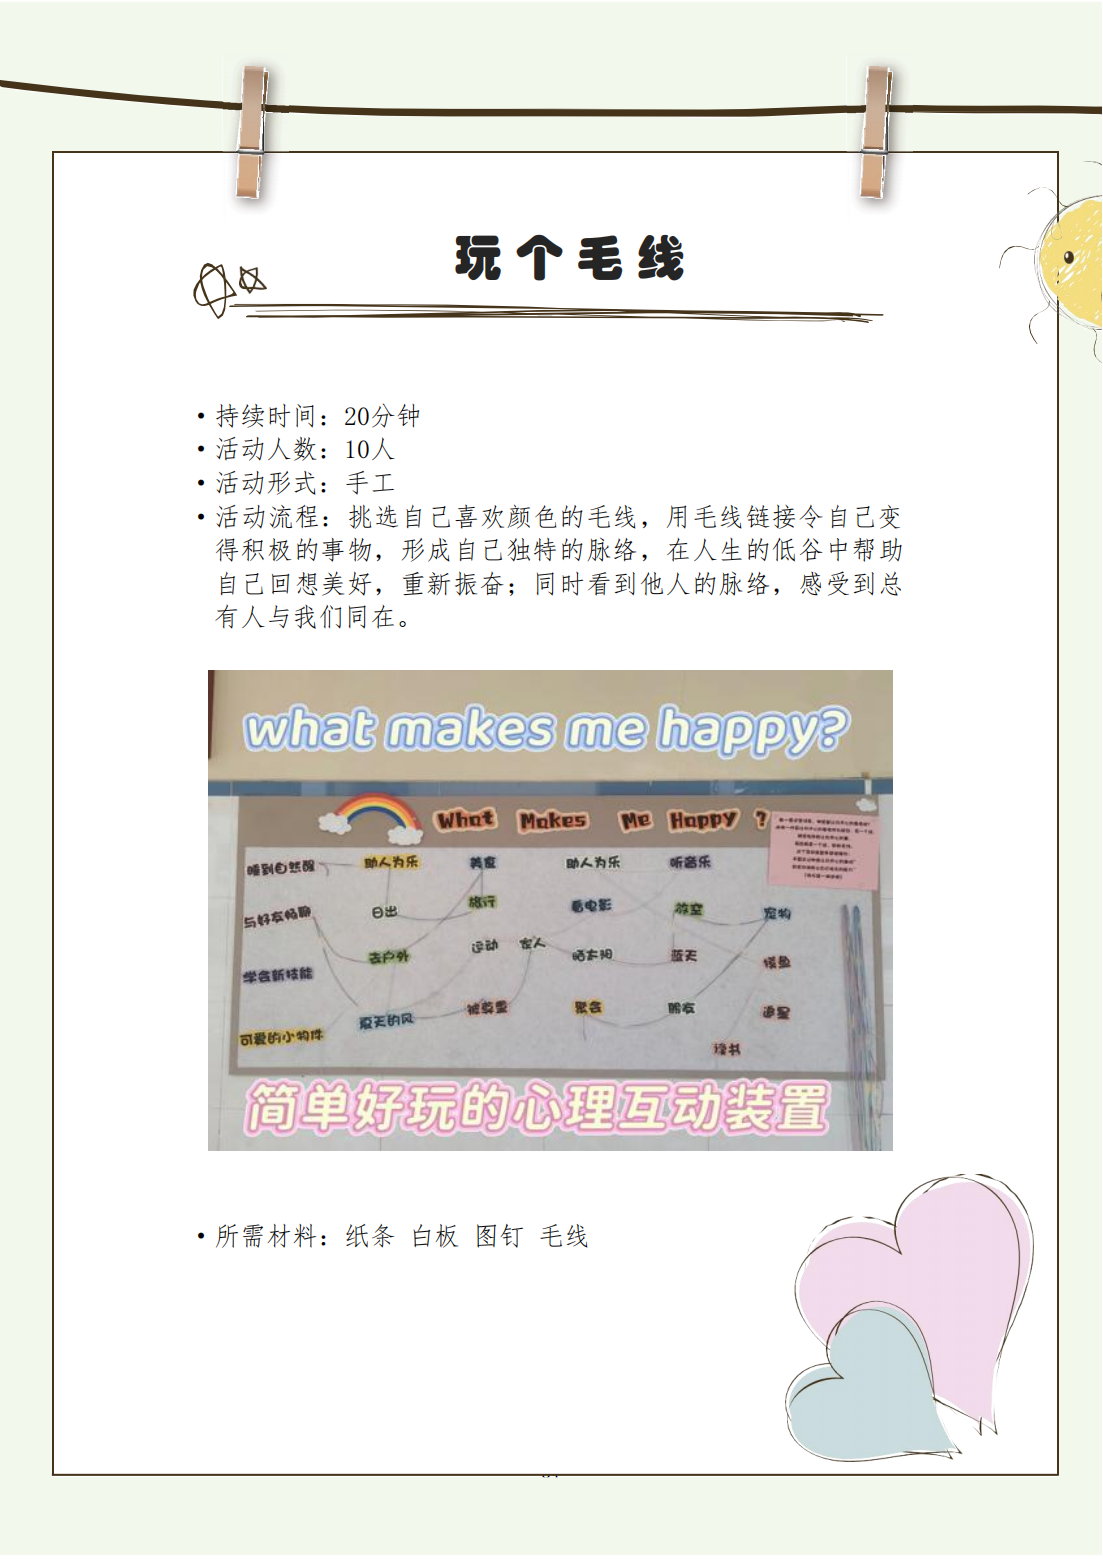 玩个毛线
• 持续时间：20分钟
• 活动人数：10人
• 活动形式：手工
• 活动流程：挑选自己喜欢颜色的毛线，用毛线链接令自己变
得积极的事物，形成自己独特的脉络，在人生的低谷中帮助
自己回想美好，重新振奋；同时看到他人的脉络，感受到总
有人与我们同在。
what makes me happy?
What Makes Me Happy ?
睡到自然醒 助人为乐 美食 助人为乐 听音乐
与好友畅聊 日出 旅行 看电影 放空 宠物
学会新技能 去户外 运动 家人 晒太阳 蓝天 摸鱼
可爱的小物件 夏天的风 被尊重 聚会 朋友 追星
读书
简单好玩的心理互动装置
• 所需材料：纸条 白板 图钉 毛线